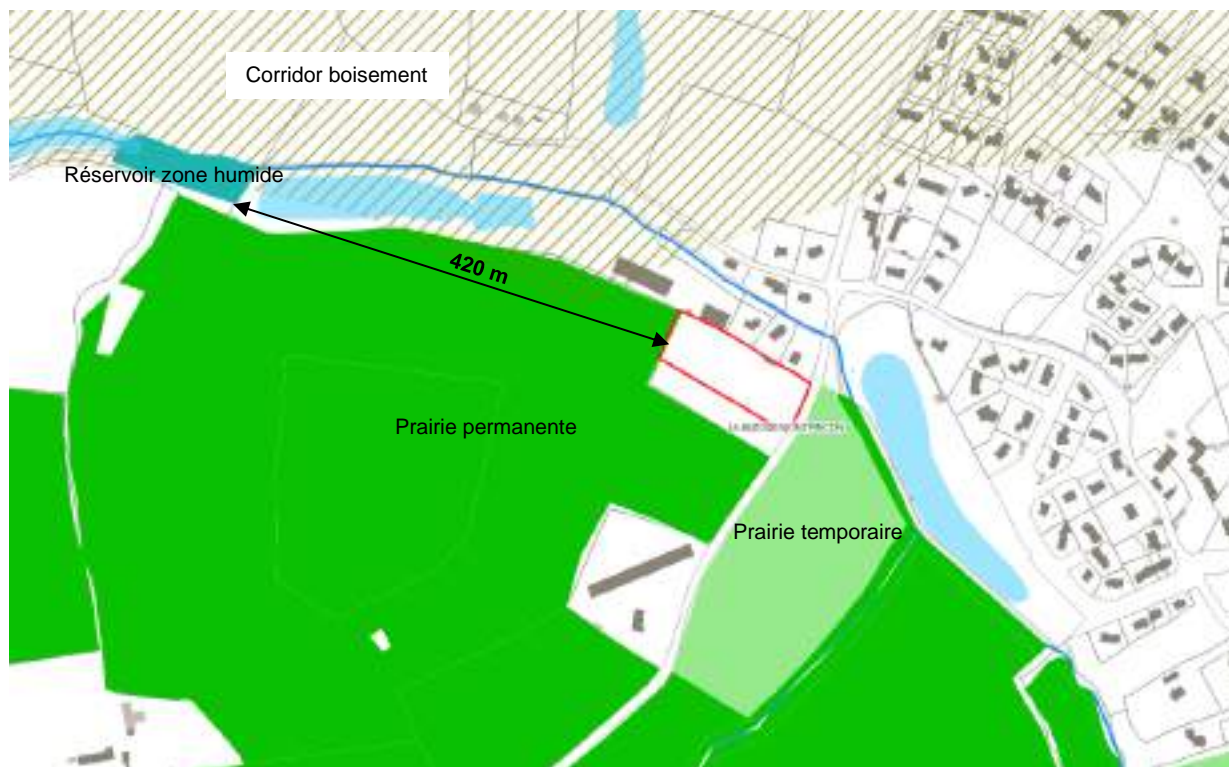 Corridor boisement
Réservoir zone humide
420 m
Prairie permanente
Prairie temporaire